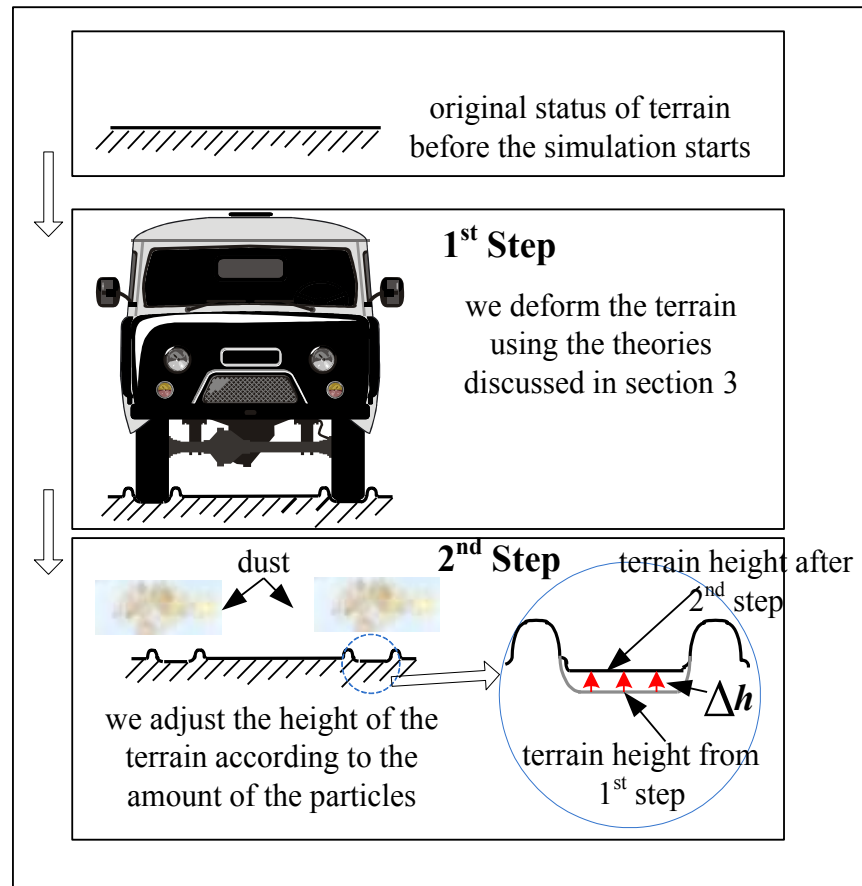 original status of terrain
before the simulation starts
1st Step
we deform the terrain
using the theories
discussed in section 3
2nd Step
dust
terrain height after
2nd step
Δh
we adjust the height of the
terrain according to the
amount of the particles
terrain height from
1st step